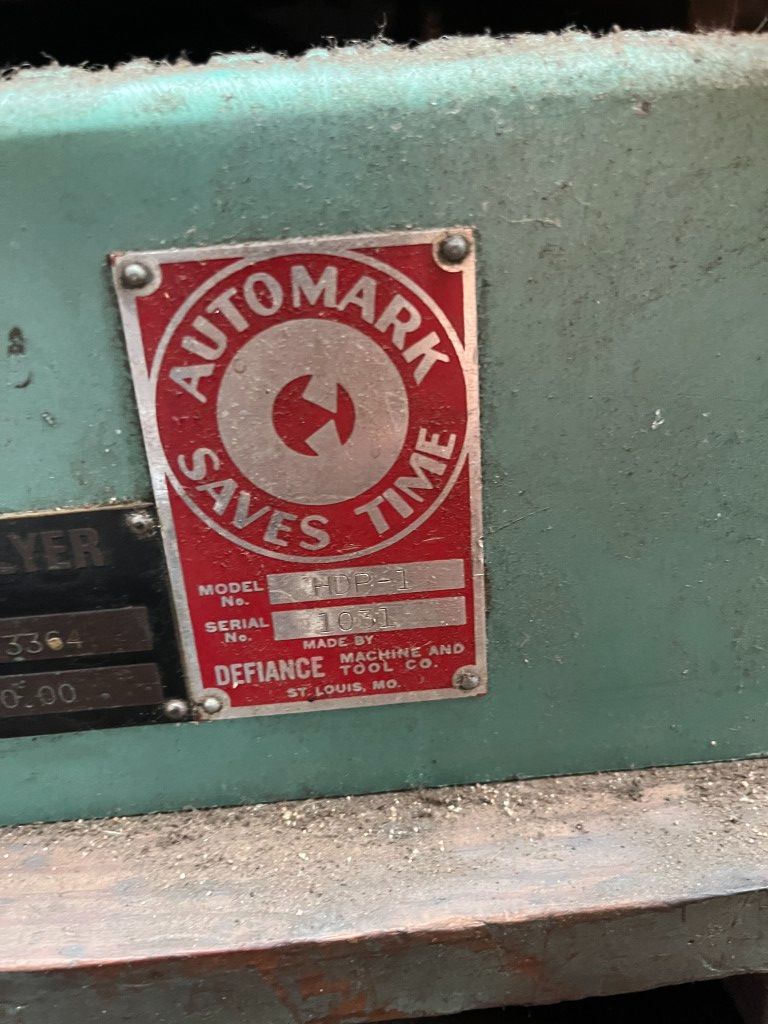 AUTOMARK
SAVES TIME
MODEL No. HDP-1
SERIAL No. 1031
MADE BY
DEFIANCE MACHINE AND TOOL CO.
ST. LOUIS, MO.
LYER
3364
0.00